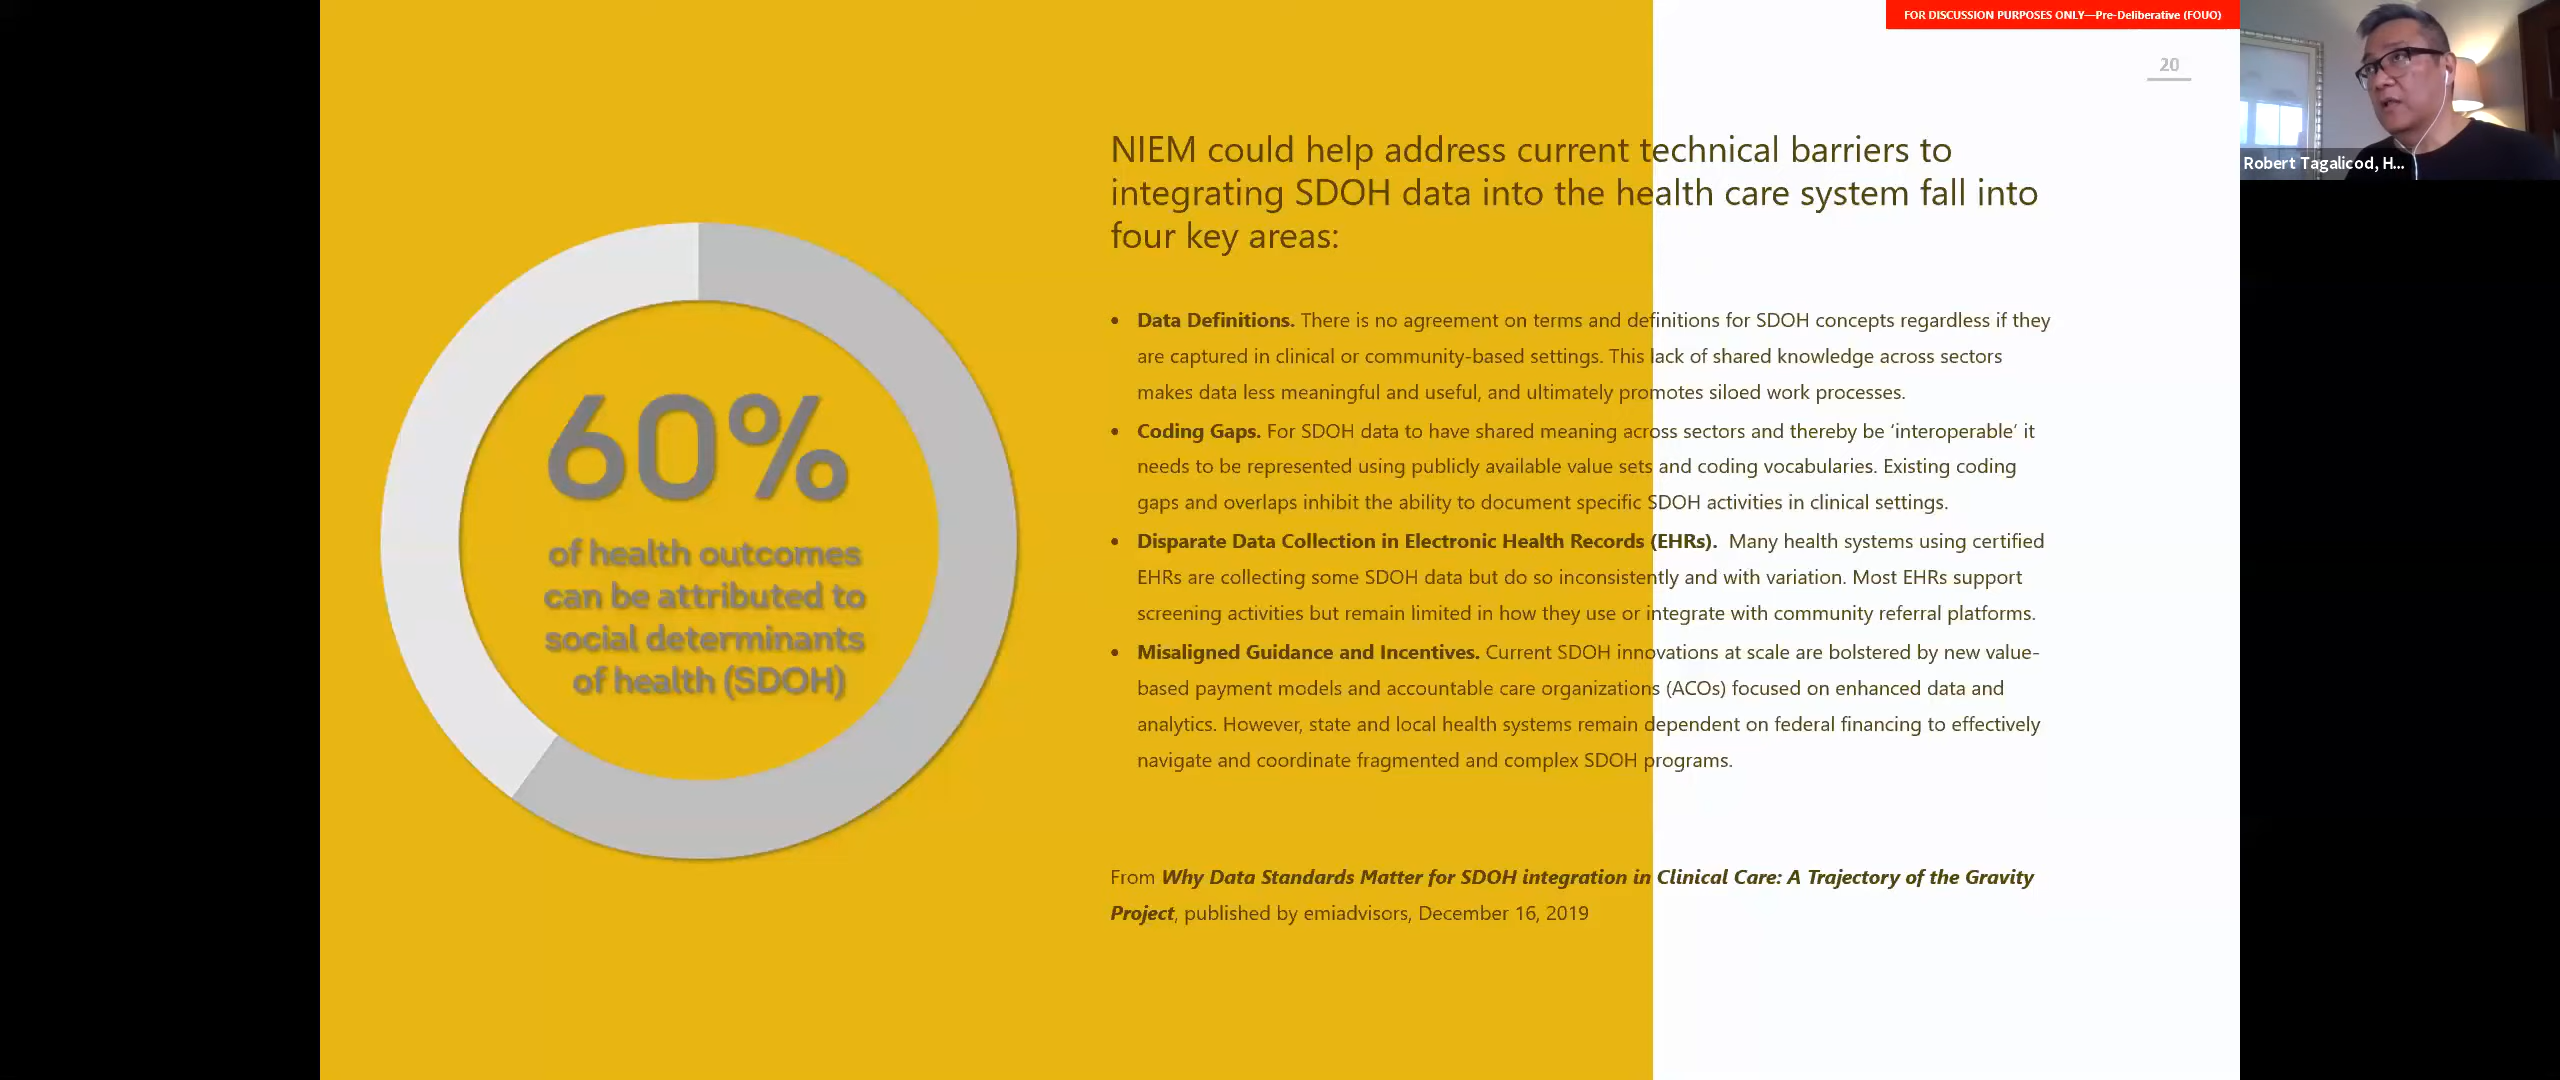 FOR DISCUSSION PURPOSES ONLY—Pre-Deliberative (FOUO)
20
Robert Tagalicod, H...
NIEM could help address current technical barriers to
integrating SDOH data into the health care system fall into
four key areas:
60%
of health outcomes
can be attributed to
social determinants
of health (SDOH)
• Data Definitions. There is no agreement on terms and definitions for SDOH concepts regardless if they
are captured in clinical or community-based settings. This lack of shared knowledge across sectors
makes data less meaningful and useful, and ultimately promotes siloed work processes.
• Coding Gaps. For SDOH data to have shared meaning across sectors and thereby be ‘interoperable’ it
needs to be represented using publicly available value sets and coding vocabularies. Existing coding
gaps and overlaps inhibit the ability to document specific SDOH activities in clinical settings.
• Disparate Data Collection in Electronic Health Records (EHRs). Many health systems using certified
EHRs are collecting some SDOH data but do so inconsistently and with variation. Most EHRs support
screening activities but remain limited in how they use or integrate with community referral platforms.
• Misaligned Guidance and Incentives. Current SDOH innovations at scale are bolstered by new value-
based payment models and accountable care organizations (ACOs) focused on enhanced data and
analytics. However, state and local health systems remain dependent on federal financing to effectively
navigate and coordinate fragmented and complex SDOH programs.
From Why Data Standards Matter for SDOH integration in Clinical Care: A Trajectory of the Gravity
Project, published by emiadvisors, December 16, 2019